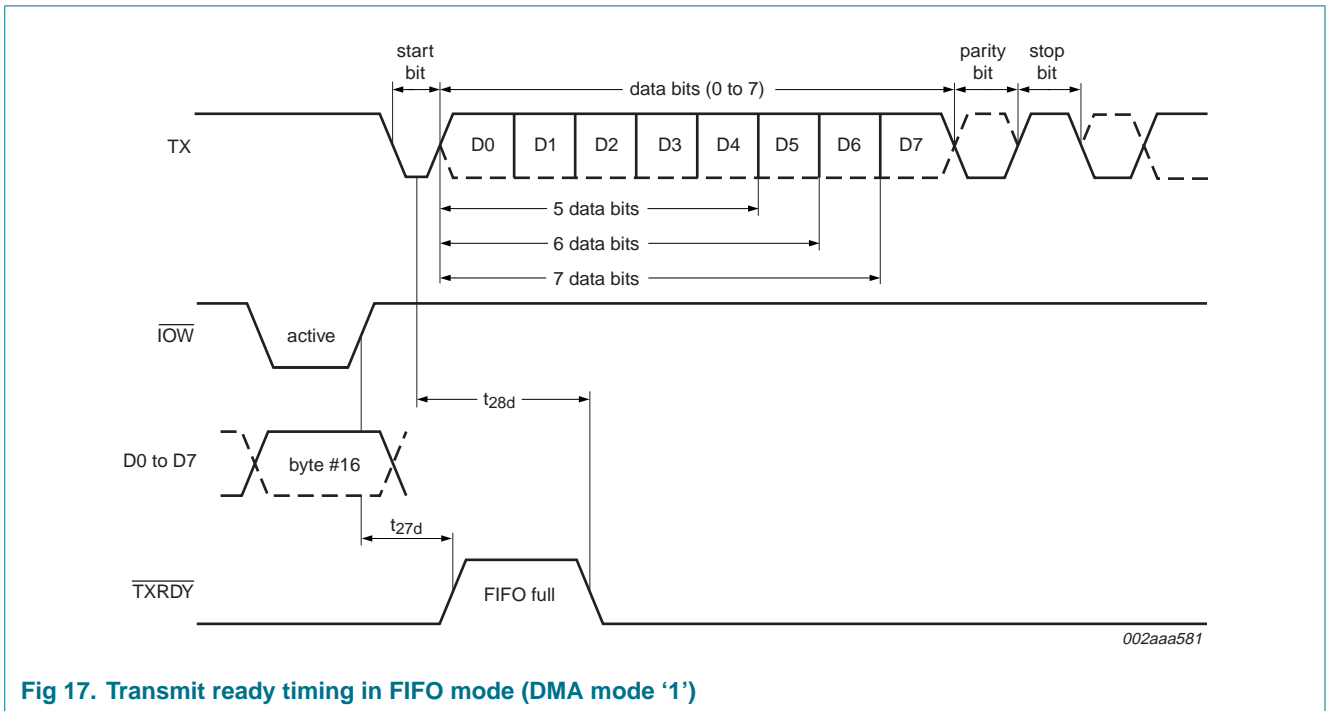 start
bit
data bits (0 to 7)
parity
bit
stop
bit
TX
D0 D1 D2 D3 D4 D5 D6 D7
5 data bits
6 data bits
7 data bits
IOW
active
t28d
D0 to D7
byte #16
t27d
TXRDY
FIFO full
002aaa581
Fig 17. Transmit ready timing in FIFO mode (DMA mode ‘1’)